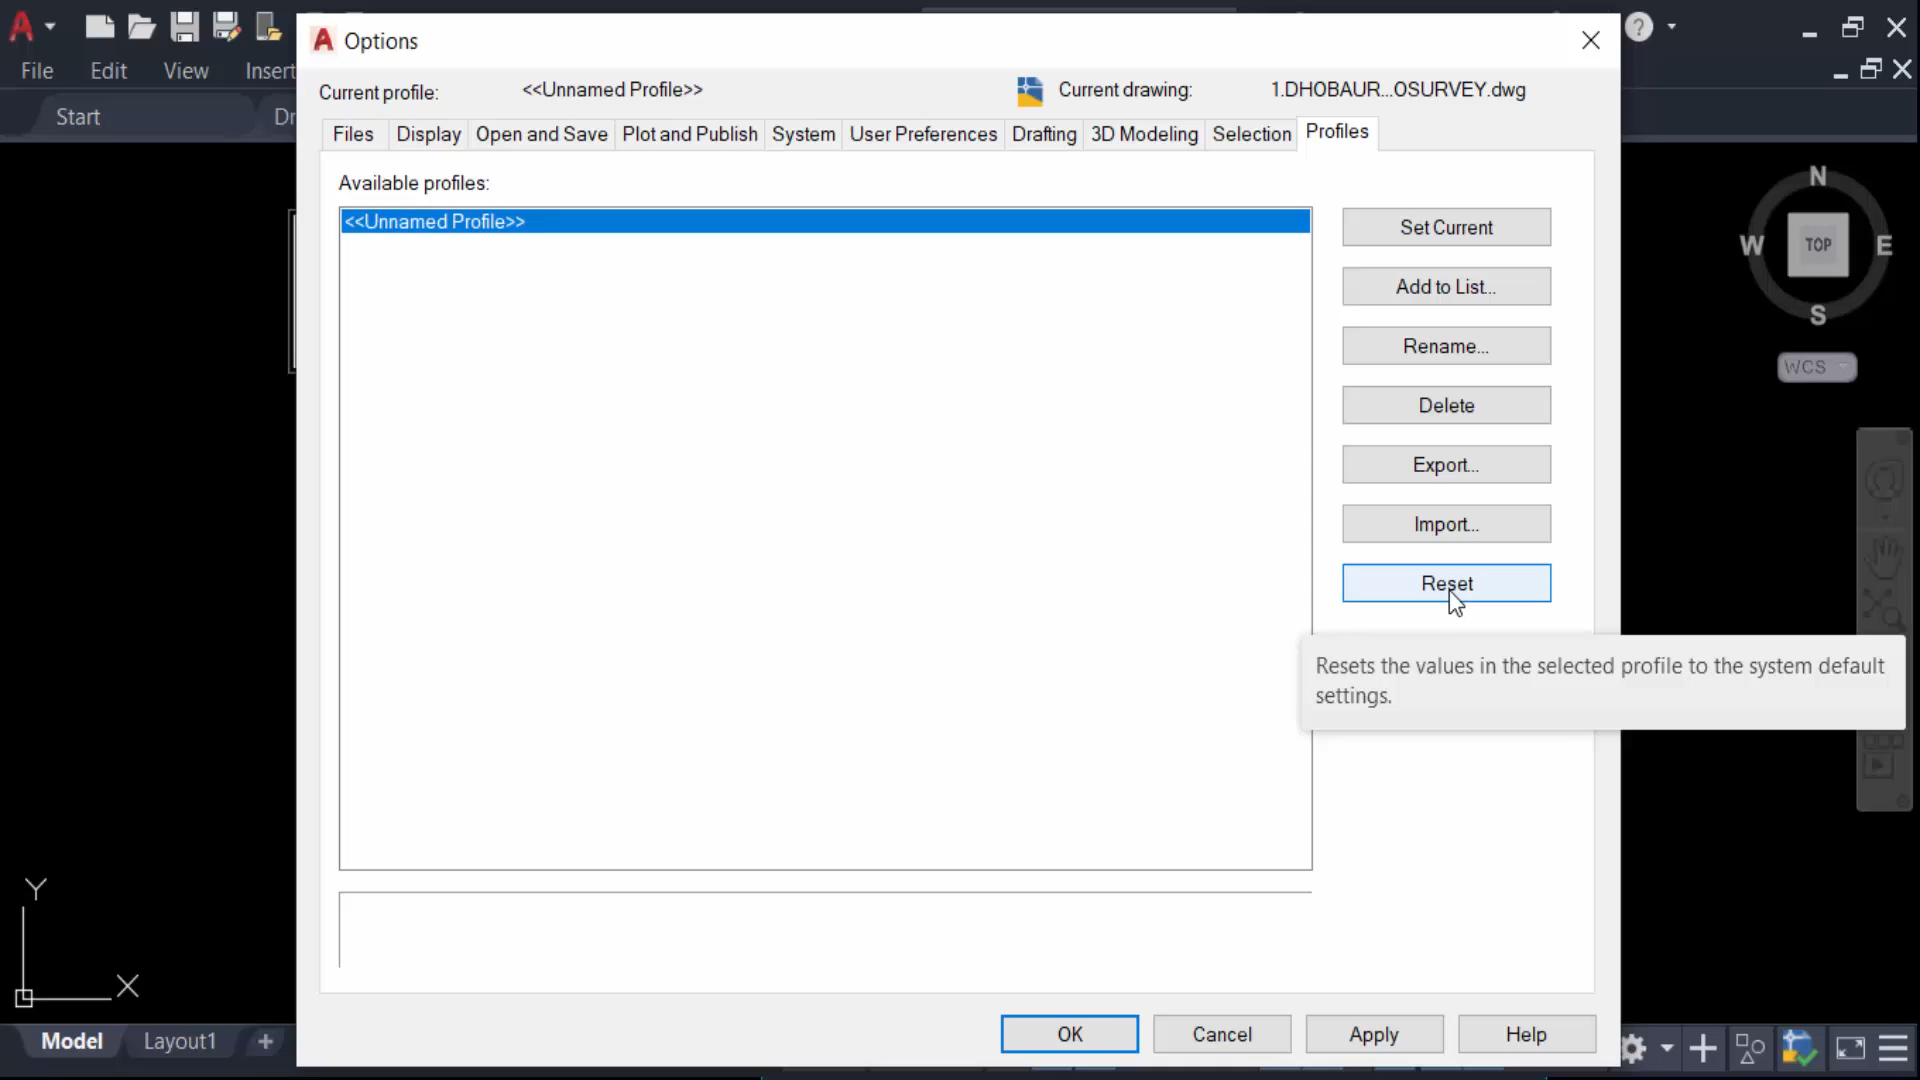 Options
File Edit View Insert
Current profile: <<Unnamed Profile>> Current drawing: 1.DHOBAUR...OSURVEY.dwg
Start Dr
Files Display Open and Save Plot and Publish System User Preferences Drafting 3D Modeling Selection Profiles
Available profiles:
<<Unnamed Profile>>
Set Current
Add to List...
Rename...
Delete
Export...
Import...
Reset
Resets the values in the selected profile to the system default
settings.
N
W TOP E
S
WCS
Y
X
OK Cancel Apply Help
Model Layout1